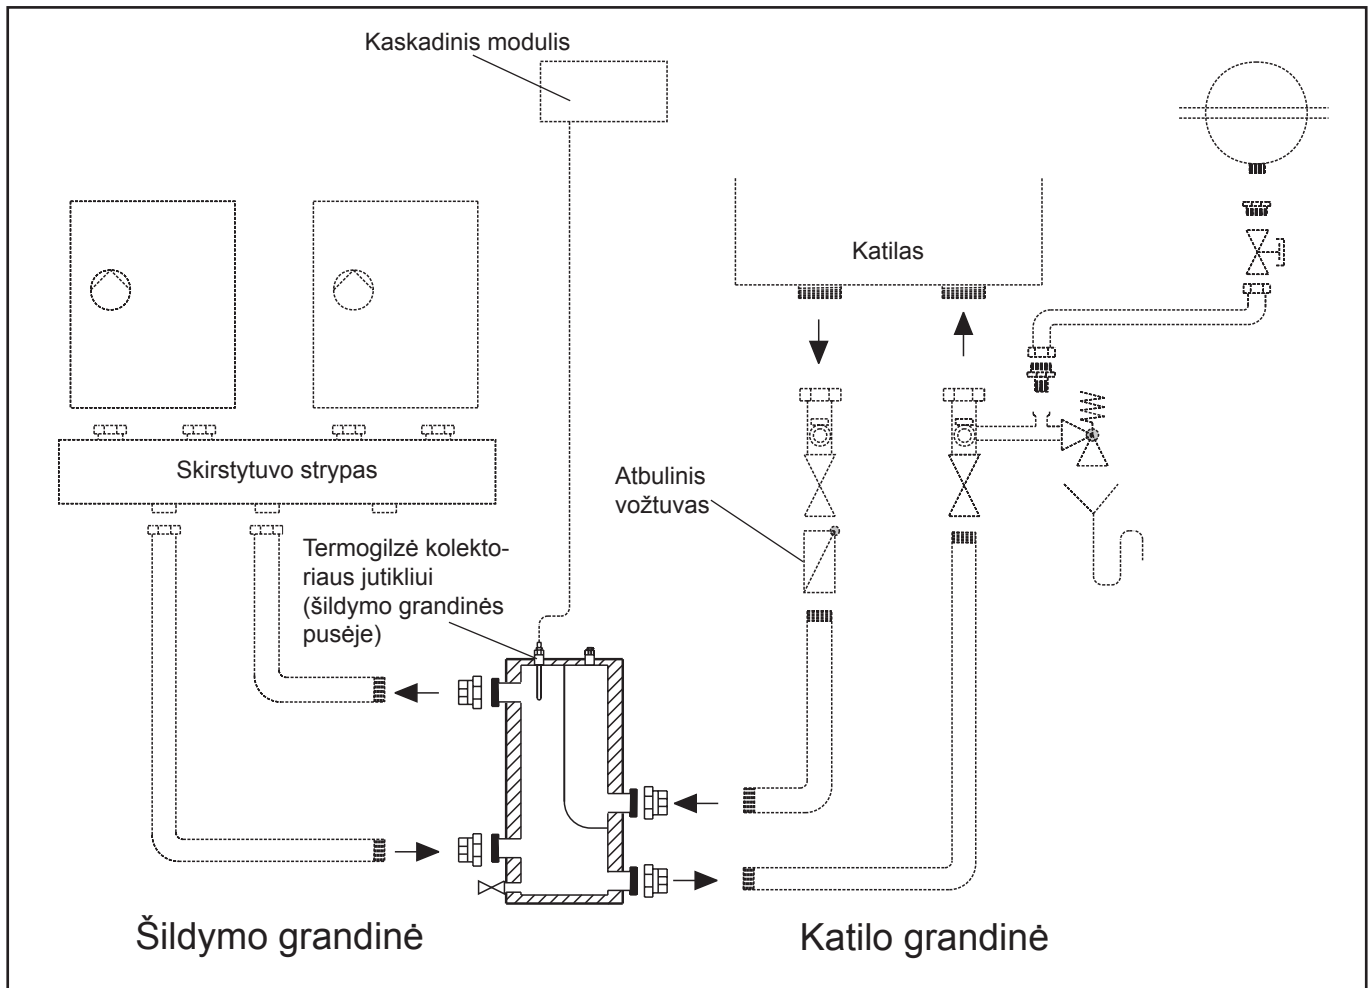 Kaskadinis modulis
Katilas
Skirstytuvo strypas
Atbulinis
vožtuvas
Termogilzė kolekto-
riaus jutikliui
(šildymo grandinės
pusėje)
Šildymo grandinė
Katilo grandinė